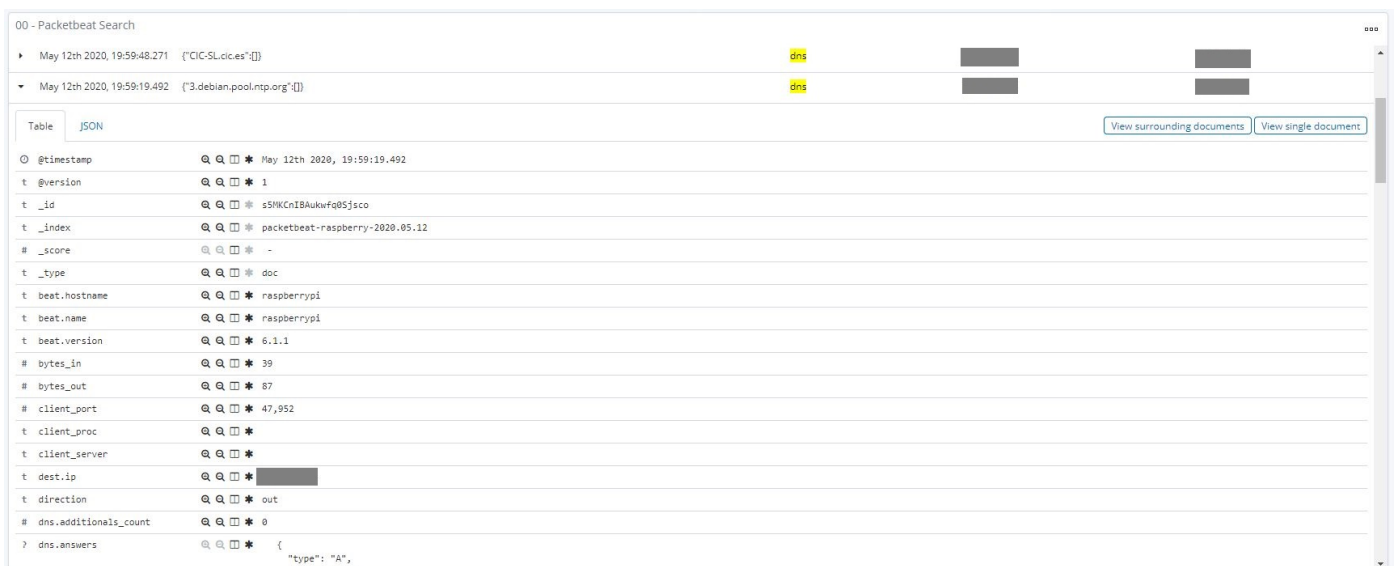 00 - Packetbeat Search
May 12th 2020, 19:59:48.271 {"CIC-SL.cic.es":[]} dns
May 12th 2020, 19:59:19.492 {"3.debian.pool.ntp.org":[]} dns
Table JSON View surrounding documents View single document
@timestamp May 12th 2020, 19:59:19.492
t @version 1
t _id s5MKCnIBAukwfq0Sjsco
t _index packetbeat-raspberry-2020.05.12
# _score -
t _type doc
t beat.hostname raspberrypi
t beat.name raspberrypi
t beat.version 6.1.1
# bytes_in 39
# bytes_out 87
# client_port 47,952
t client_proc
t client_server
t dest.ip
t direction out
# dns.additionals_count 0
? dns.answers {
"type": "A",